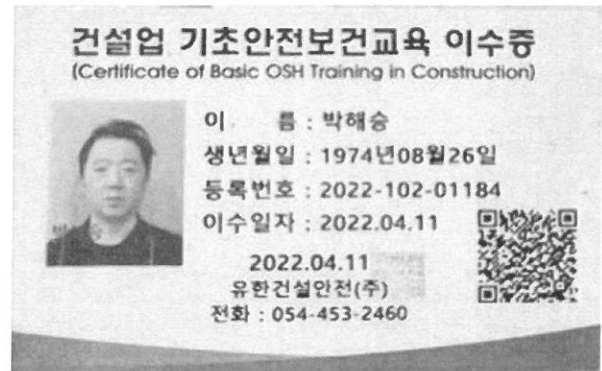 건설업 기초안전보건교육 이수증
(Certificate of Basic OSH Training in Construction)
이 름 : 박해승
생년월일 : 1974년08월26일
등록번호 : 2022-102-01184
이수일자 : 2022.04.11
2022.04.11
유한건설안전(주)
전화 : 054-453-2460